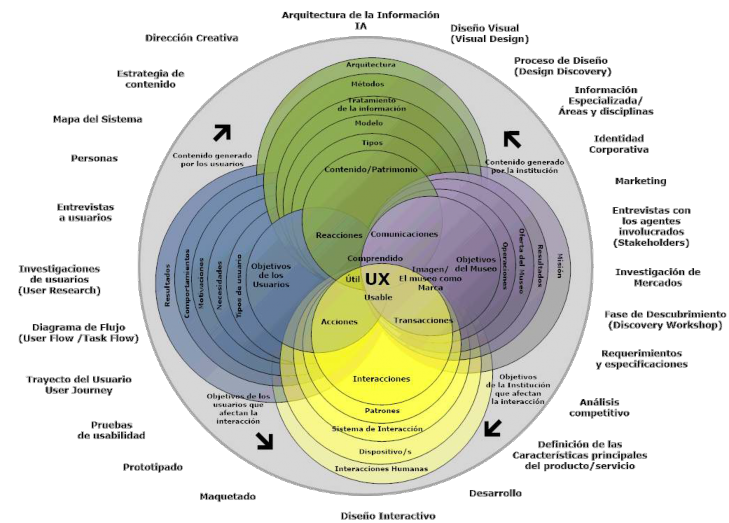 Arquitectura de la Información
IA
Diseño Visual
(Visual Design)
Proceso de Diseño
(Design Discovery)
Información
Especializada/
Áreas y disciplinas
Identidad
Corporativa
Marketing
Entrevistas con
los agentes
involucrados
(Stakeholders)
Investigación de
Mercados
Fase de Descubrimiento
(Discovery Workshop)
Requerimientos
y especificaciones
Análisis
competitivo
Definición de las
Características principales
del producto/servicio
Desarrollo
Diseño Interactivo
Maquetado
Prototipado
Pruebas
de usabilidad
Trayecto del Usuario
User Journey
Diagrama de Flujo
(User Flow /Task Flow)
Investigaciones
de usuarios
(User Research)
Entrevistas
a usuarios
Personas
Mapa del Sistema
Estrategia de
contenido
Dirección Creativa
Arquitectura
Métodos
Tratamiento
de la información
Modelo
Tipos
Contenido/Patrimonio
Contenido generado
por los usuarios
Contenido generado
por la institución
Reacciones
Comunicaciones
Comprendido
Resultados
Comportamientos
Motivaciones
Necesidades
Tipos de usuario
Objetivos
de los
Usuarios
Útil
UX
Usable
Imagen/
El museo como
Marca
Objetivos
del Museo
Operaciones
Oferta del Museo
Resultados
Misión
Acciones
Transacciones
Interacciones
Patrones
Sistema de Interacción
Dispositivo/s
Interacciones Humanas
Objetivos de los
usuarios que
afectan la
interacción
Objetivos
de la Institución
que afectan
la interacción